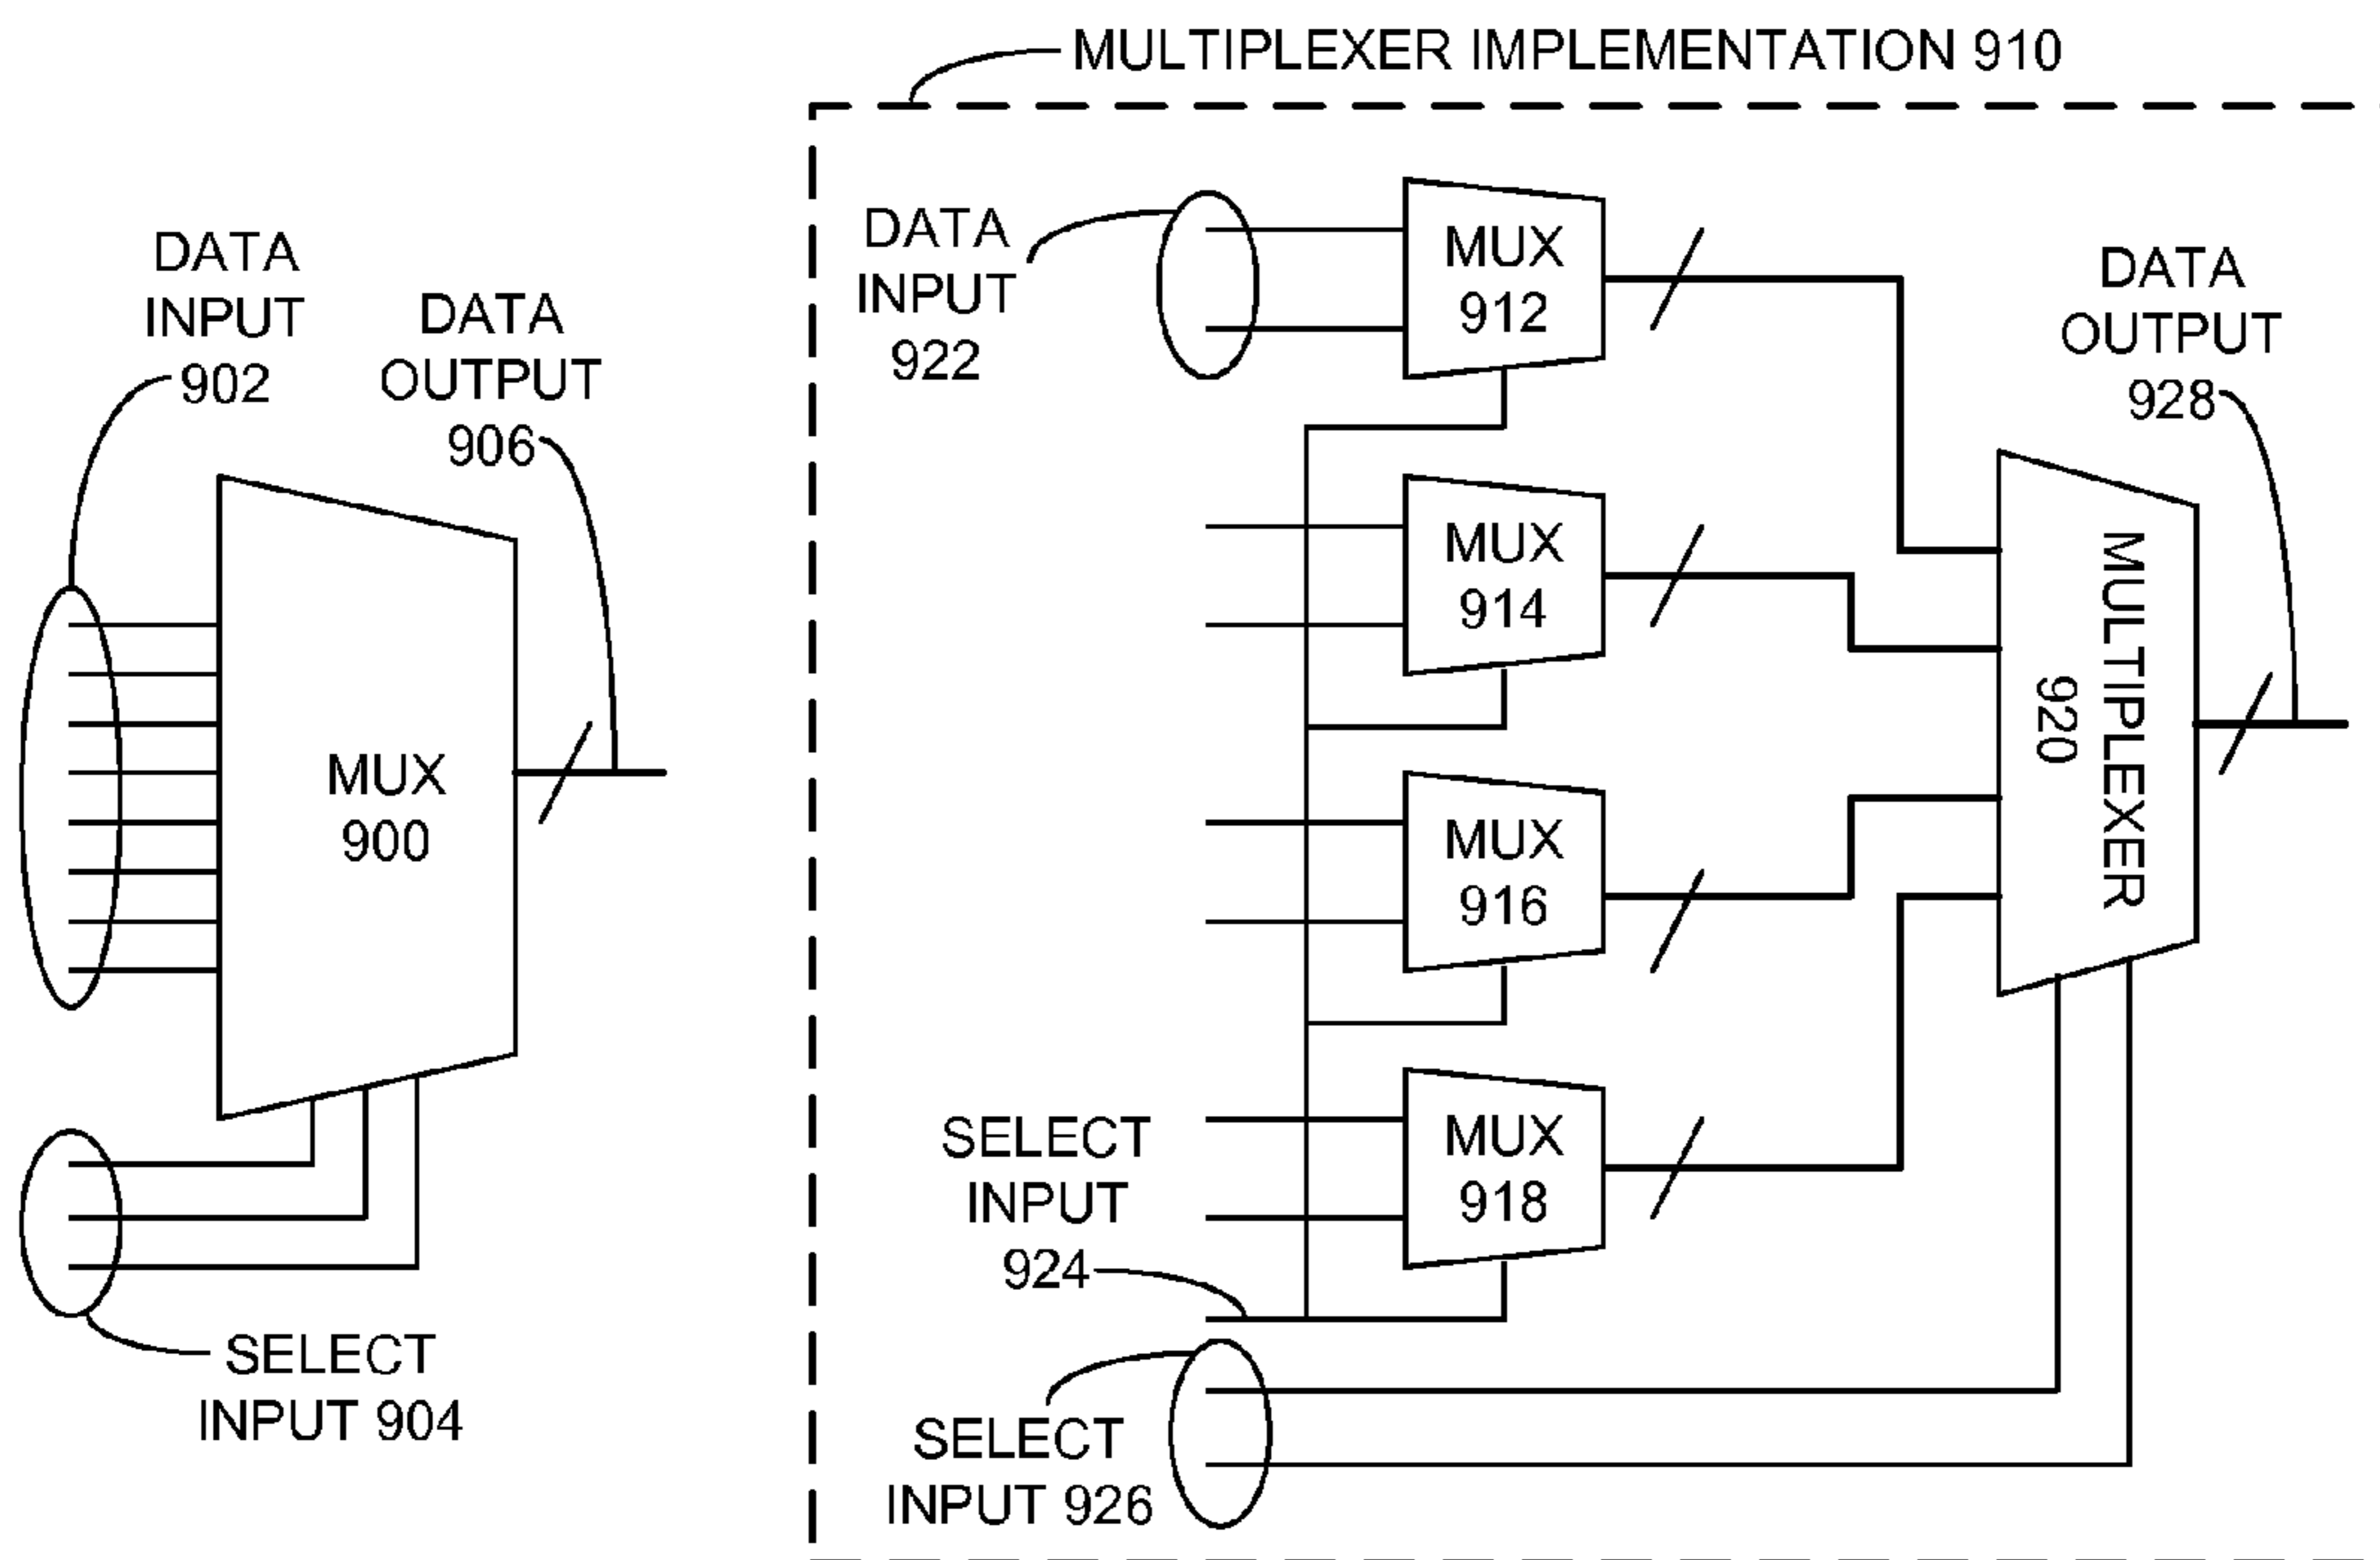 MULTIPLEXER IMPLEMENTATION 910
DATA
INPUT
902
DATA
OUTPUT
906
MUX
900
SELECT
INPUT 904
DATA
INPUT
922
MUX
912
MUX
914
MUX
916
MUX
918
SELECT
INPUT
924
SELECT
INPUT 926
DATA
OUTPUT
928
MULTIPLEXER
920